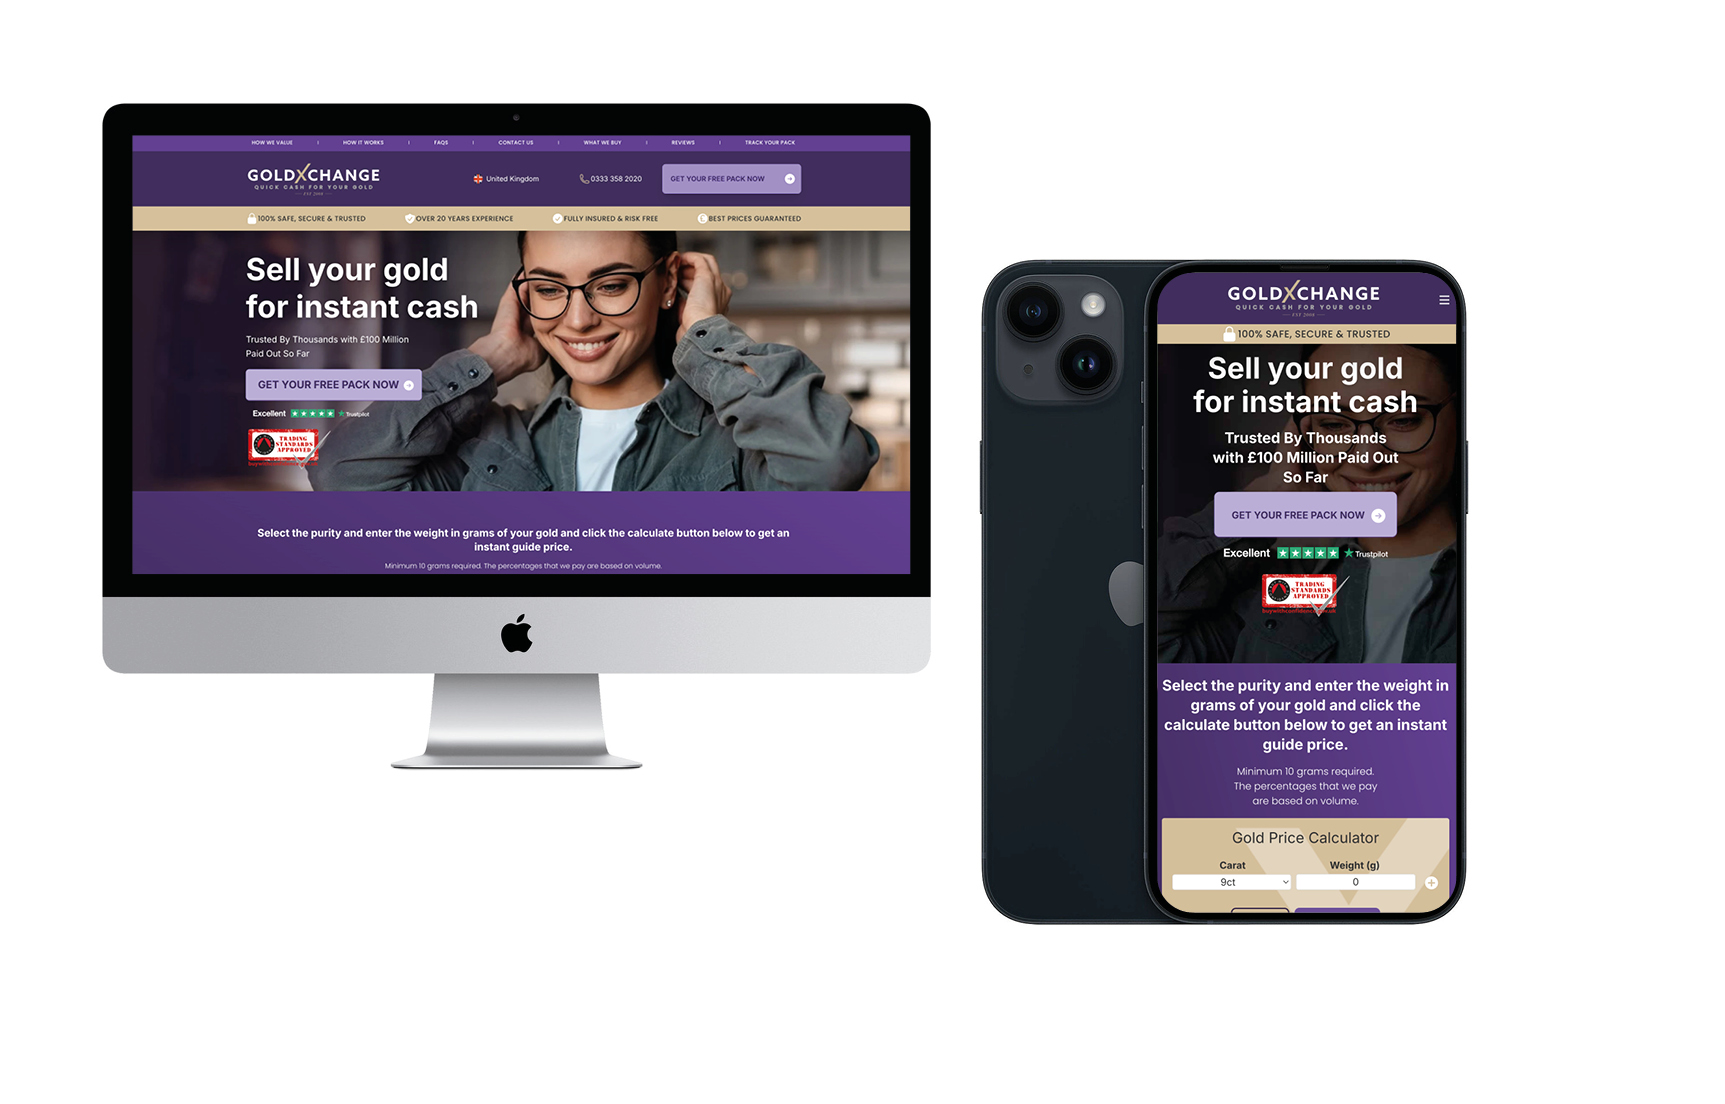 HOW WE VALUE | HOW IT WORKS | FAQS | CONTACT US | WHAT WE BUY | REVIEWS | TRACK YOUR PACK
GOLDXCHANGE
QUICK CASH FOR YOUR GOLD
EST 2008
United Kingdom
0333 358 2020
GET YOUR FREE PACK NOW
100% SAFE, SECURE & TRUSTED
OVER 20 YEARS EXPERIENCE
FULLY INSURED & RISK FREE
BEST PRICES GUARANTEED
Sell your gold
for instant cash
Trusted By Thousands with £100 Million
Paid Out So Far
GET YOUR FREE PACK NOW
Excellent Trustpilot
TRADING
STANDARDS
APPROVED
Select the purity and enter the weight in grams of your gold and click the calculate button below to get an
instant guide price.
Minimum 10 grams required. The percentages that we pay are based on volume.
GOLDXCHANGE
QUICK CASH FOR YOUR GOLD
EST 2008
100% SAFE, SECURE & TRUSTED
Sell your gold
for instant cash
Trusted By Thousands
with £100 Million Paid Out
So Far
GET YOUR FREE PACK NOW
Excellent Trustpilot
TRADING
STANDARDS
APPROVED
Select the purity and enter the weight in
grams of your gold and click the
calculate button below to get an instant
guide price.
Minimum 10 grams required.
The percentages that we pay
are based on volume.
Gold Price Calculator
Carat Weight (g)
9ct 0